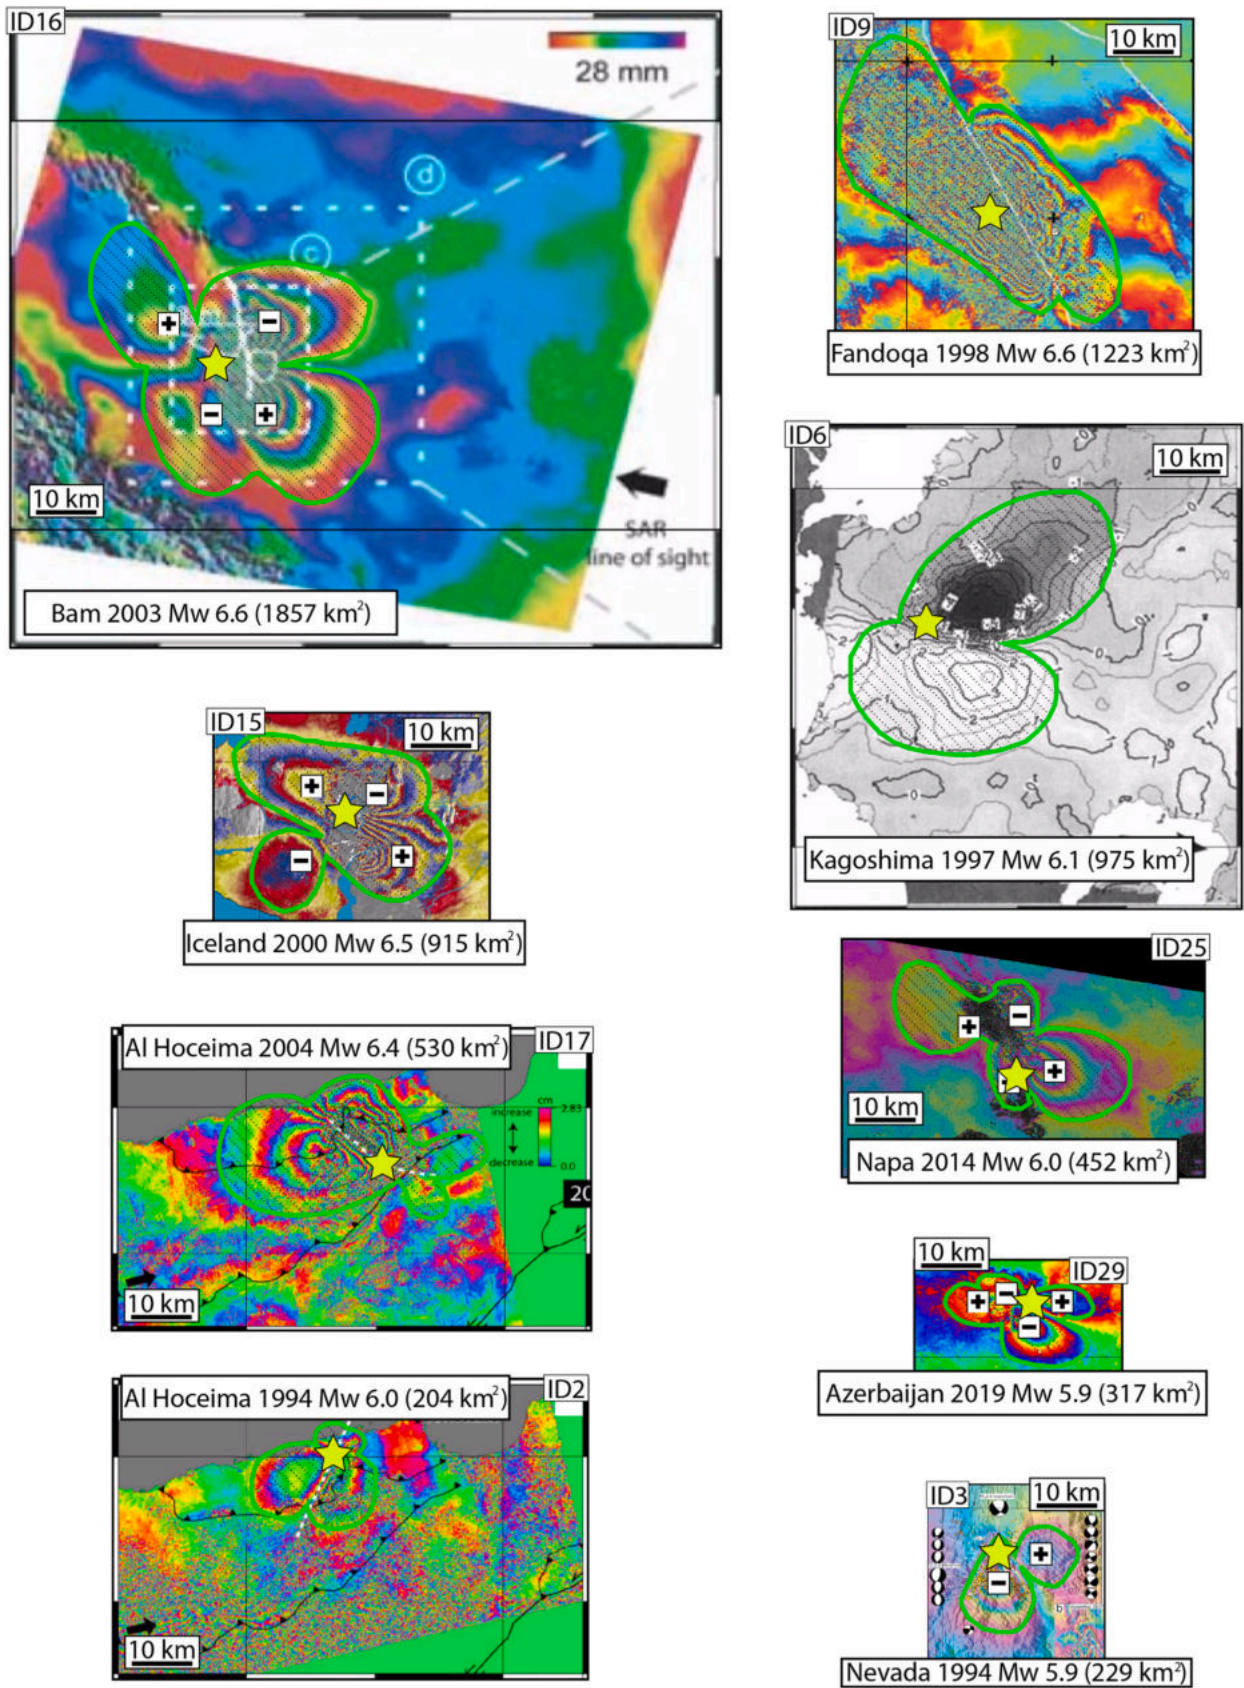 ID16
28 mm
d
c
+
−
−
+
10 km
SAR
line of sight
Bam 2003 Mw 6.6 (1857 km²)
ID9
10 km
Fandoqa 1998 Mw 6.6 (1223 km²)
ID6
10 km
Kagoshima 1997 Mw 6.1 (975 km²)
ID15
10 km
+
−
−
+
Iceland 2000 Mw 6.5 (915 km²)
ID25
−
+
+
10 km
Napa 2014 Mw 6.0 (452 km²)
Al Hoceima 2004 Mw 6.4 (530 km²)
ID17
cm
increase
2.83
decrease
0.0
20
10 km
10 km
ID29
+
−
+
−
Azerbaijan 2019 Mw 5.9 (317 km²)
Al Hoceima 1994 Mw 6.0 (204 km²)
ID2
10 km
ID3
10 km
+
−
b
Nevada 1994 Mw 5.9 (229 km²)